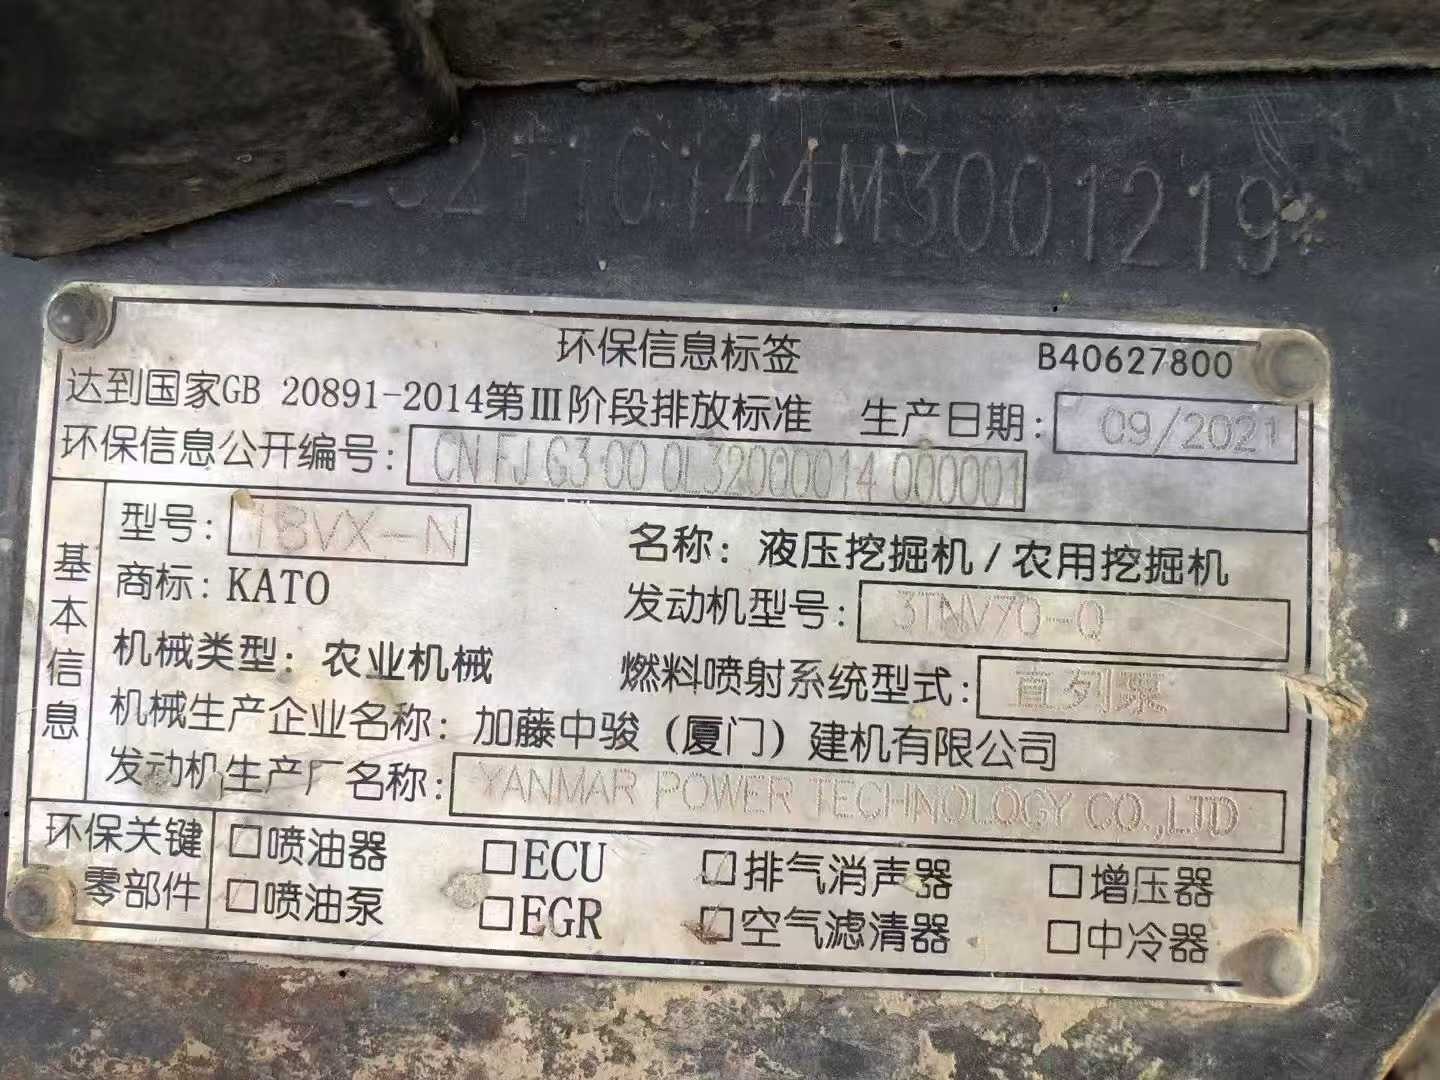 44M3001219*
环保信息标签 B40627800
达到国家GB 20891-2014第Ⅲ阶段排放标准 生产日期: 09/2021
环保信息公开编号: CN FJ G3 00 0L32000014 000001
基本信息
型号: 18VX-N 名称: 液压挖掘机/农用挖掘机
商标: KATO 发动机型号: 3TNV70-Q
机械类型: 农业机械 燃料喷射系统型式: 直列泵
机械生产企业名称: 加藤中骏(厦门)建机有限公司
发动机生产厂名称: YANMAR POWER TECHNOLOGY CO.,LTD
环保关键零部件
□喷油器 □ECU □排气消声器 □增压器
□喷油泵 □EGR □空气滤清器 □中冷器